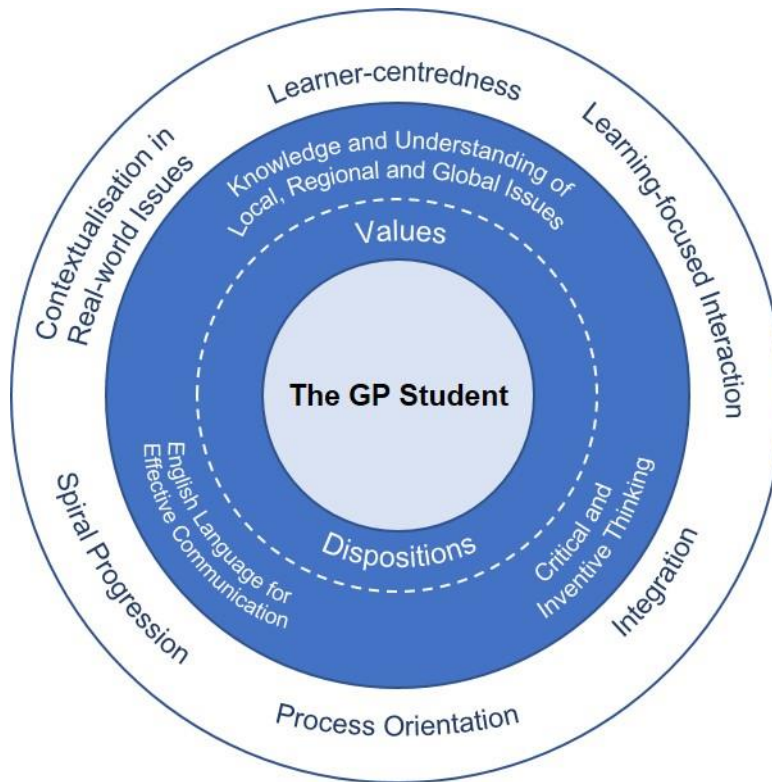 Learner-centredness
Learning-focused Interaction
Integration
Process Orientation
Spiral Progression
Contextualisation in
Real-world Issues
Knowledge and Understanding of
Local, Regional and Global Issues
Critical and
Inventive Thinking
English Language for
Effective Communication
Values
Dispositions
The GP Student